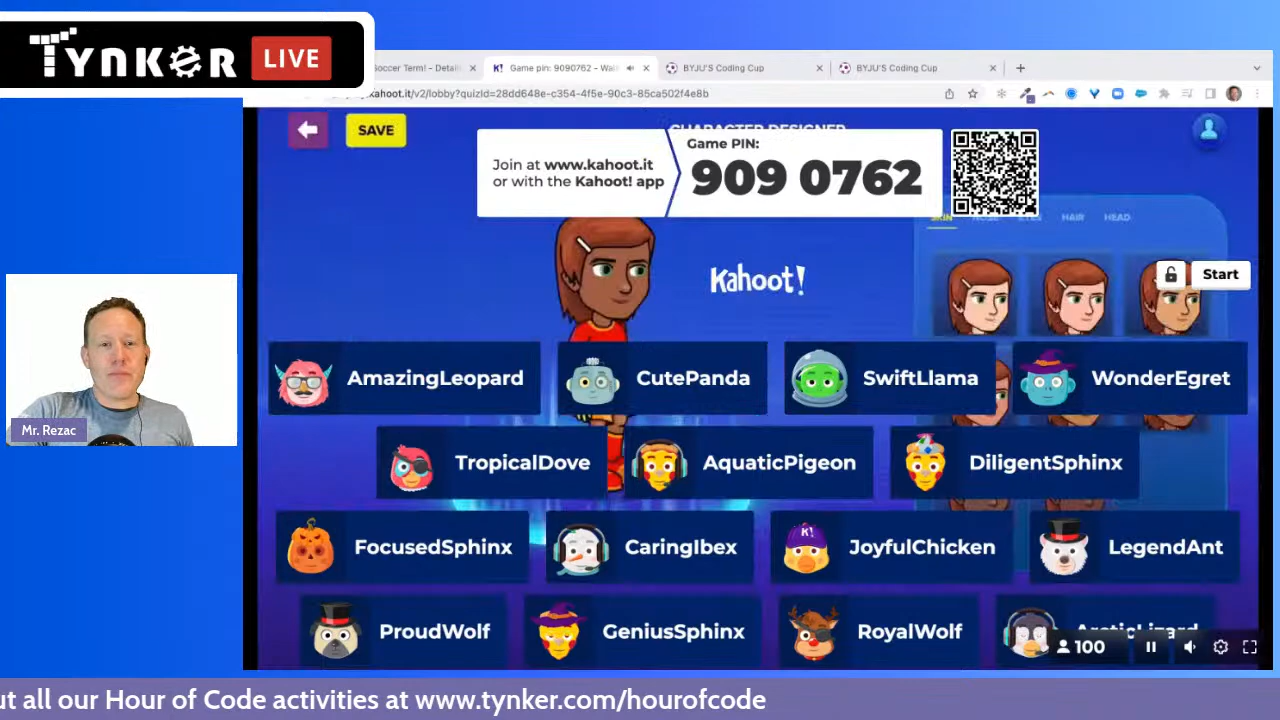 TYNKER LIVE
Soccer Term! - Detail
Game pin: 9090762 - Wai
BYJU'S Coding Cup
BYJU'S Coding Cup
kahoot.it/v2/lobby?quizId=28dd648e-c354-4f5e-90c3-85ca502f4e8b
SAVE
CHARACTER DESIGNER
Join at www.kahoot.it
or with the Kahoot! app
Game PIN:
909 0762
SKIN
HAIR
HEAD
Kahoot!
Start
AmazingLeopard
CutePanda
SwiftLlama
WonderEgret
TropicalDove
AquaticPigeon
DiligentSphinx
FocusedSphinx
CaringIbex
K!
JoyfulChicken
LegendAnt
ProudWolf
GeniusSphinx
RoyalWolf
ArcticLizard
100
Mr. Rezac
ut all our Hour of Code activities at www.tynker.com/hourofcode